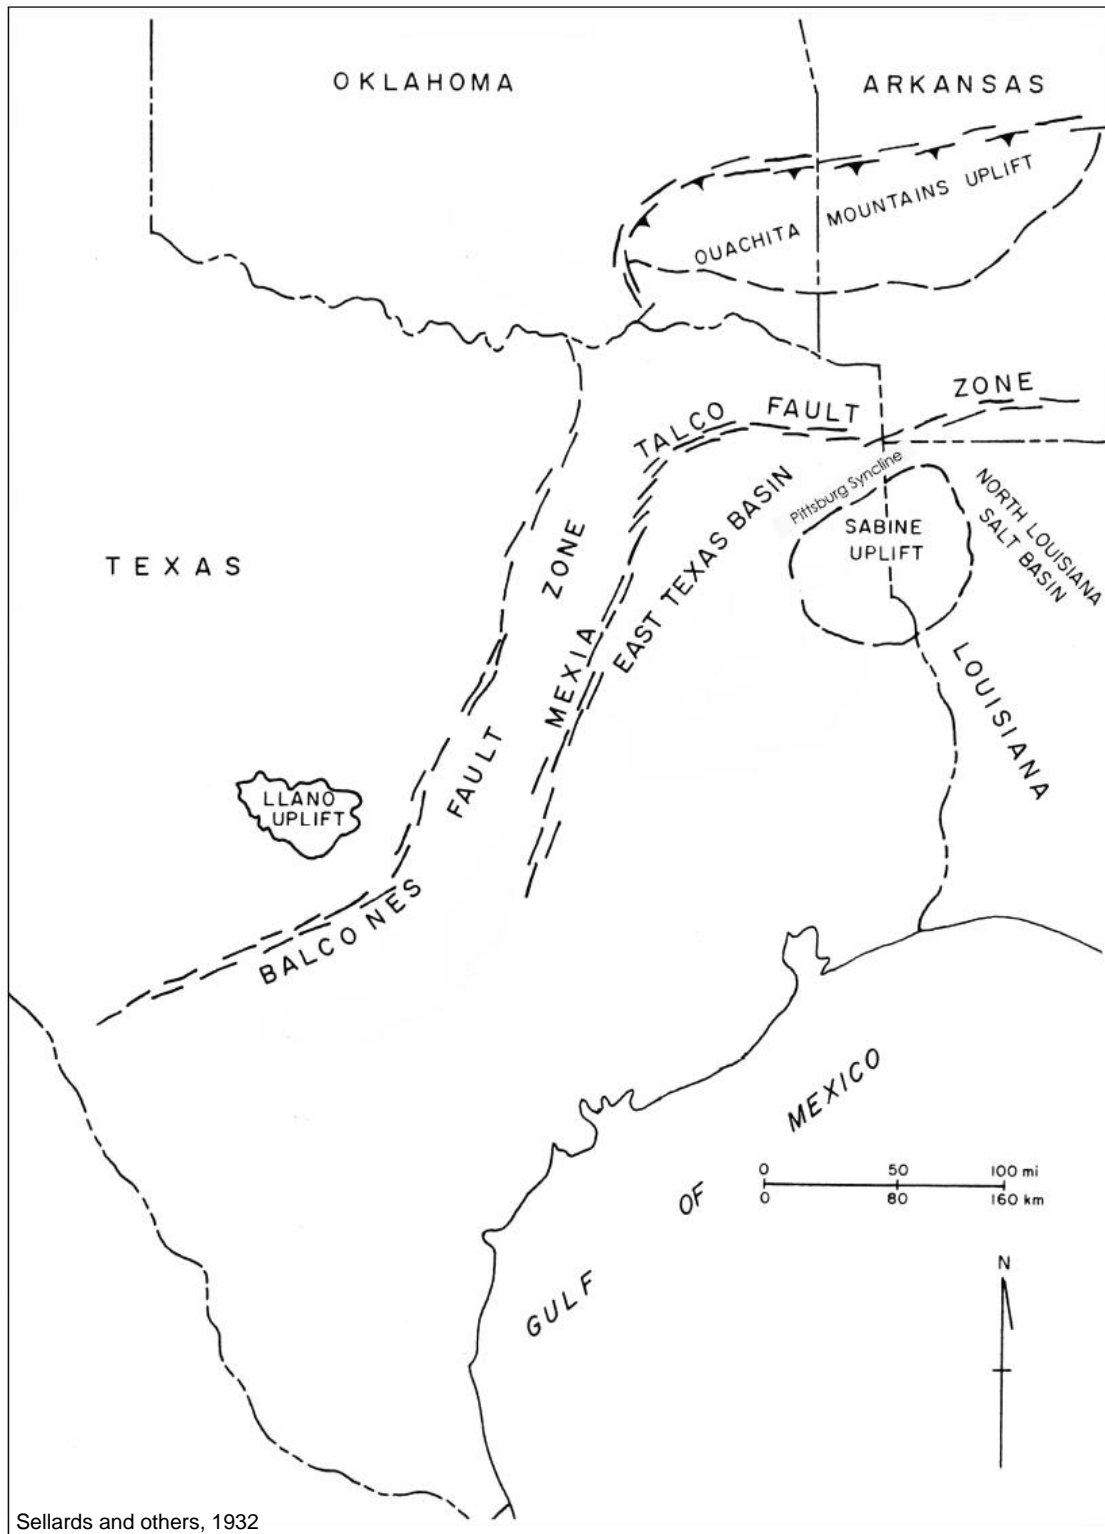 OKLAHOMA
ARKANSAS
OUACHITA MOUNTAINS UPLIFT
TALCO FAULT ZONE
Pittsburg Syncline
EAST TEXAS BASIN
NORTH LOUISIANA
SALT BASIN
SABINE
UPLIFT
TEXAS
MEXIA
LOUISIANA
LLANO
UPLIFT
BALCONES FAULT ZONE
GULF OF MEXICO
0 50 100 mi
0 80 160 km
N
Sellards and others, 1932